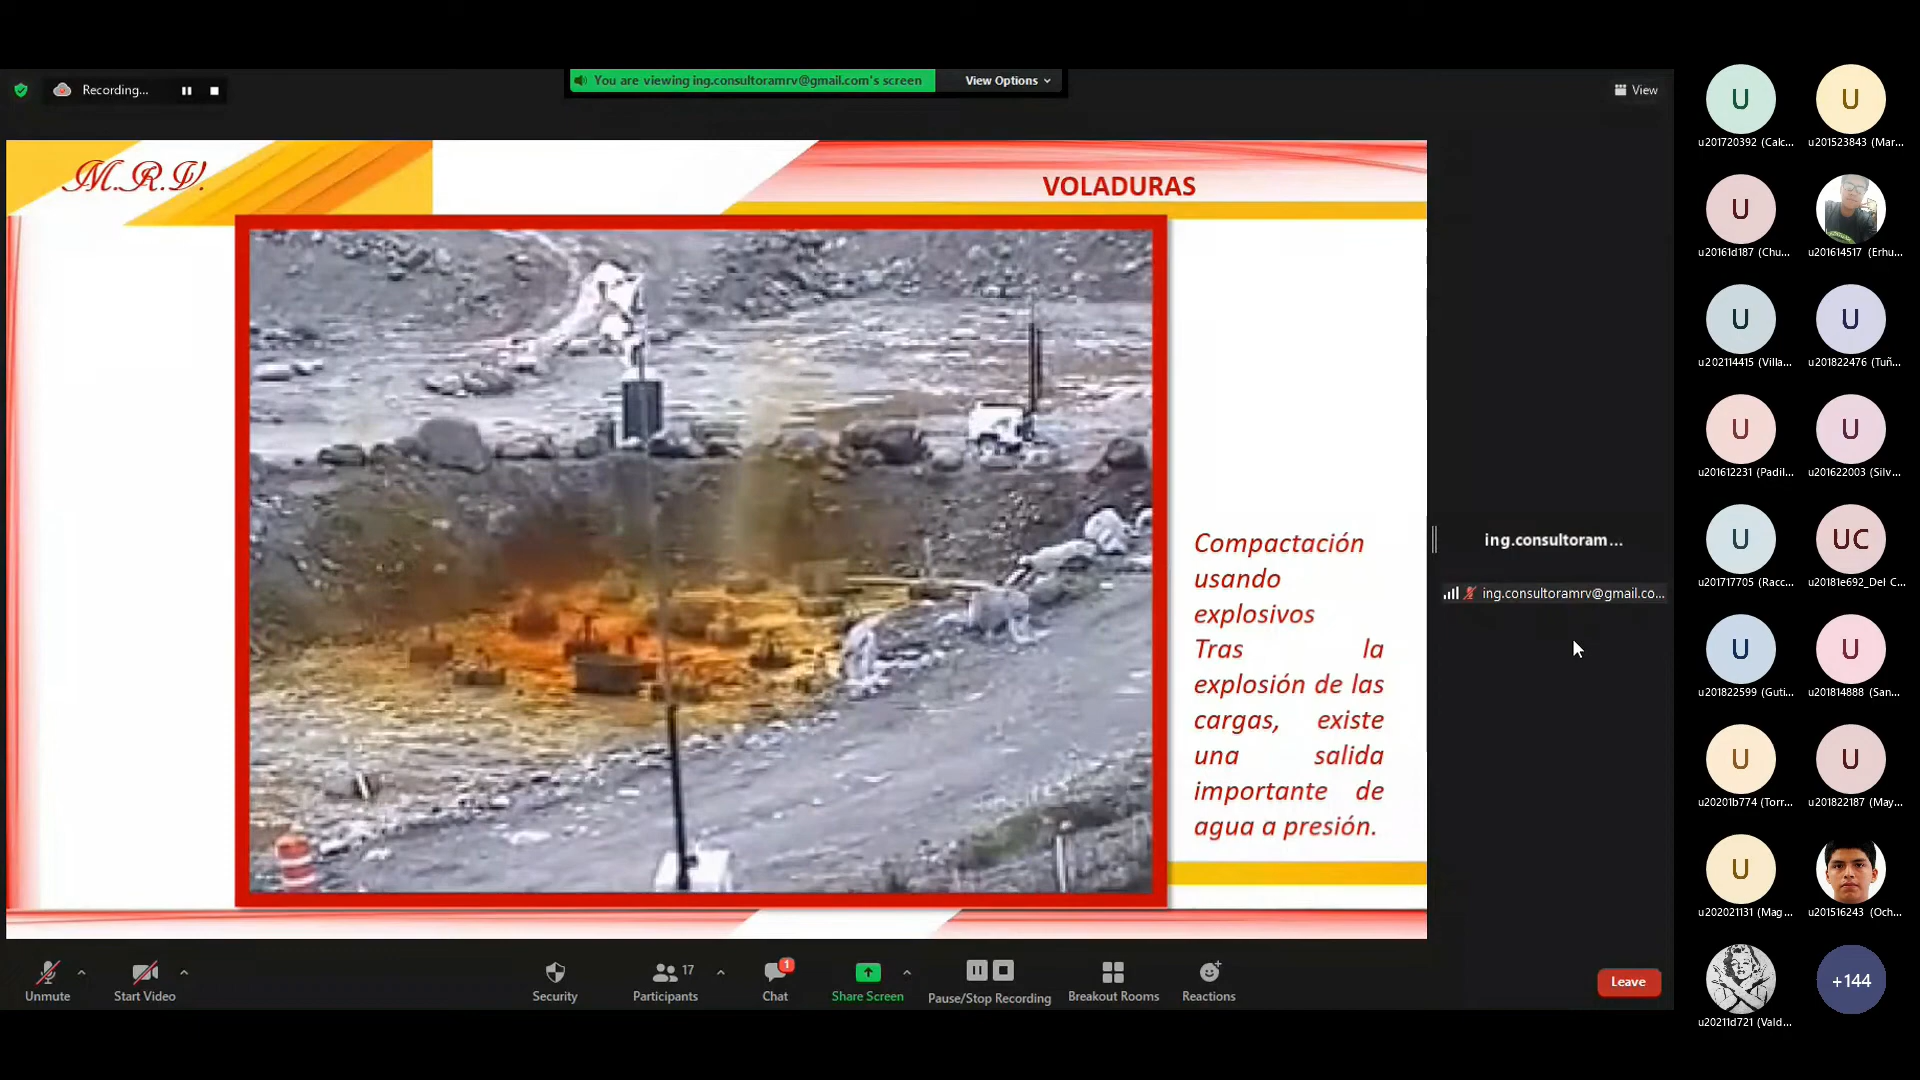 Recording...
You are viewing ing.consultoramrv@gmail.com's screen
View Options
View
M.R.V.
VOLADURAS
Compactación
usando
explosivos
Tras la
explosión de las
cargas, existe
una salida
importante de
agua a presión.
ing.consultoram...
ing.consultoramrv@gmail.co...
Unmute
Start Video
Security
Participants
17
Chat
1
Share Screen
Pause/Stop Recording
Breakout Rooms
Reactions
Leave
U
U
u201720392 (Calc...
u201523843 (Mar...
U
u20161d187 (Chu...
u201614517 (Erhu...
U
U
u202114415 (Villa...
u201822476 (Tuñ...
U
U
u201612231 (Padil...
u201622003 (Silv...
U
UC
u201717705 (Racc...
u20181e692_Del C...
U
U
u201822599 (Guti...
u201814888 (San...
U
U
u20201b774 (Torr...
u201822187 (May...
U
u202021131 (Mag...
u201516243 (Och...
+144
u20211d721 (Vald...